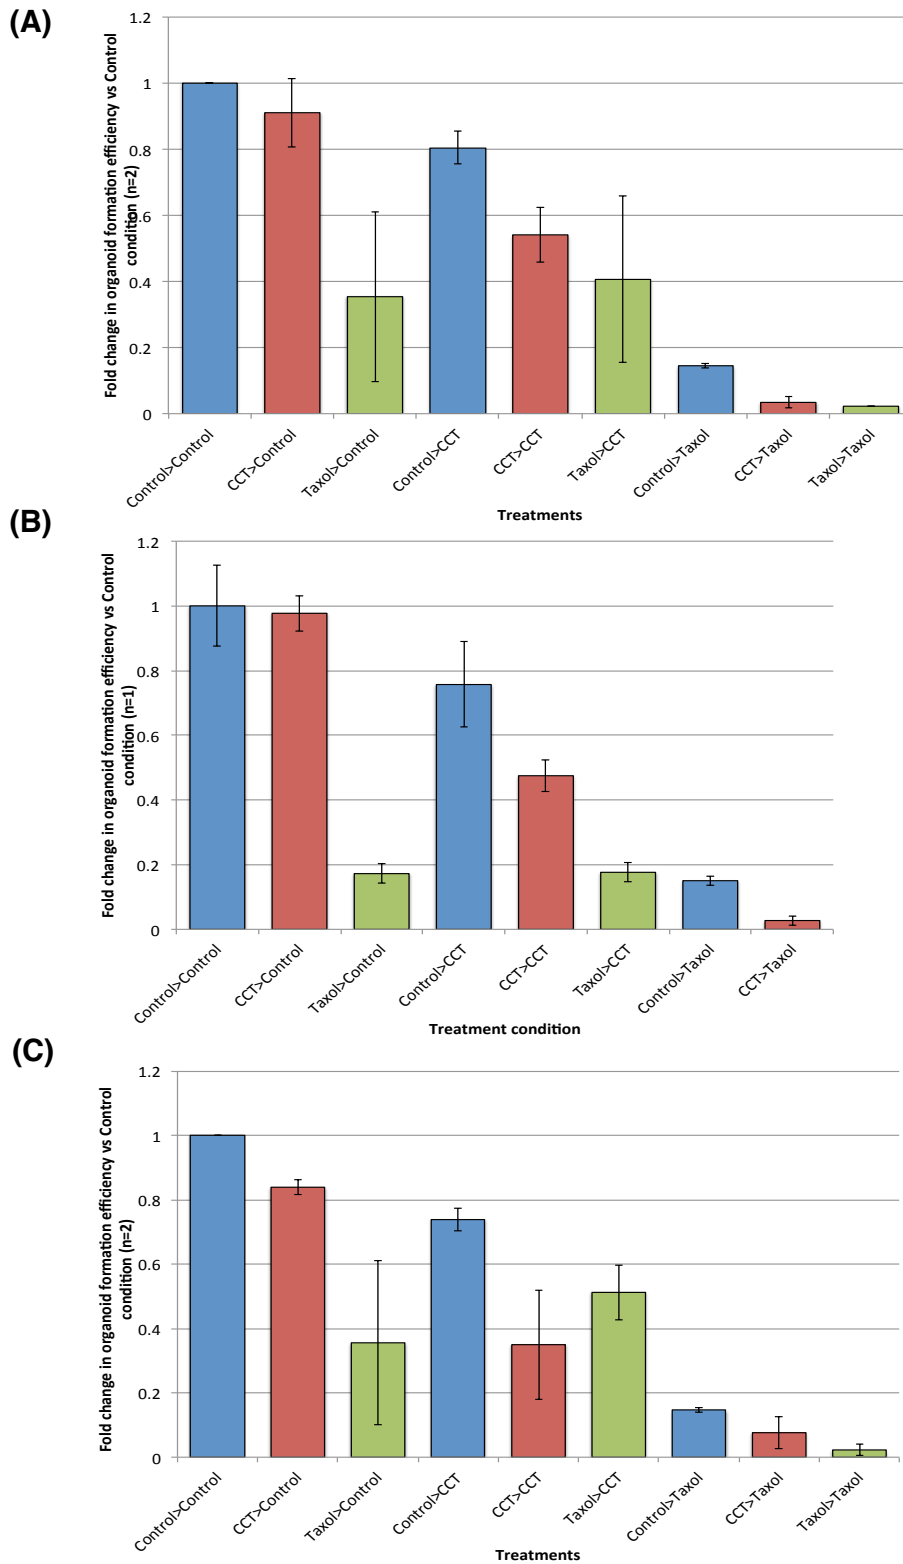 (A)
Fold change in organoid formation efficiency vs Control
condition (n=2)
1.2
1
0.8
0.6
0.4
0.2
0
Control>Control
CCT>Control
Taxol>Control
Control>CCT
CCT>CCT
Taxol>CCT
Control>Taxol
CCT>Taxol
Taxol>Taxol
Treatments
(B)
Fold change in organoid formation efficiency vs Control
condition (n=1)
1.2
1
0.8
0.6
0.4
0.2
0
Control>Control
CCT>Control
Taxol>Control
Control>CCT
CCT>CCT
Taxol>CCT
Control>Taxol
CCT>Taxol
Treatment condition
(C)
Fold change in organoid formation efficiency vs Control
condition (n=2)
1.2
1
0.8
0.6
0.4
0.2
0
Control>Control
CCT>Control
Taxol>Control
Control>CCT
CCT>CCT
Taxol>CCT
Control>Taxol
CCT>Taxol
Taxol>Taxol
Treatments